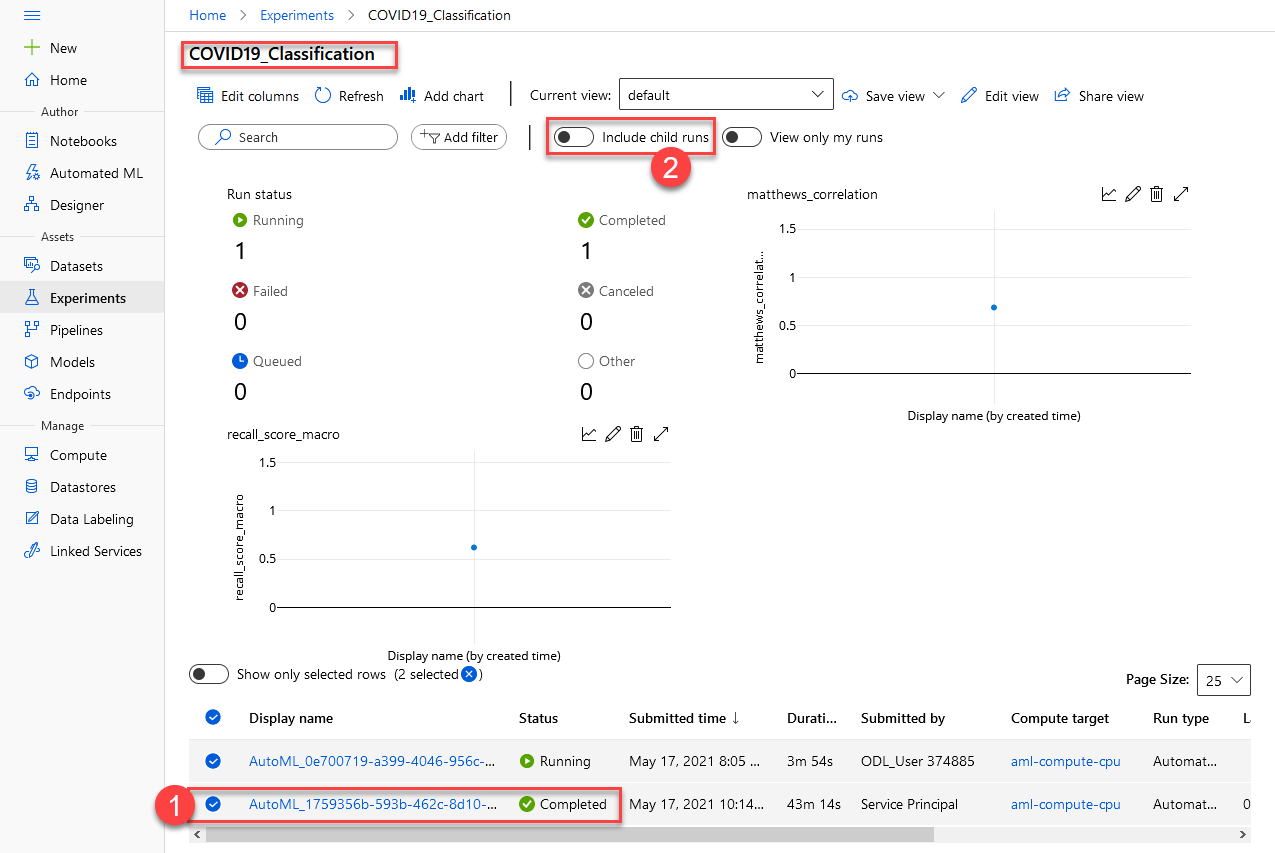 Home > Experiments > COVID19_Classification
New
Home
Author
Notebooks
Automated ML
Designer
Assets
Datasets
Experiments
Pipelines
Models
Endpoints
Manage
Compute
Datastores
Data Labeling
Linked Services
COVID19_Classification
Edit columns Refresh Add chart Current view: default Save view Edit view Share view
Search Add filter Include child runs View only my runs
2
Run status
Running Completed
1 1
Failed Canceled
0 0
Queued Other
0 0
matthews_correlation
1.5
1
0.5
0
matthews_correlat...
Display name (by created time)
recall_score_macro
1.5
1
0.5
0
recall_score_macro
Display name (by created time)
Show only selected rows (2 selected )
Page Size: 25
Display name Status Submitted time ↓ Durati... Submitted by Compute target Run type L
AutoML_0e700719-a399-4046-956c-... Running May 17, 2021 8:05 ... 3m 54s ODL_User 374885 aml-compute-cpu Automat...
1 AutoML_1759356b-593b-462c-8d10-... Completed May 17, 2021 10:14... 43m 14s Service Principal aml-compute-cpu Automat... 0